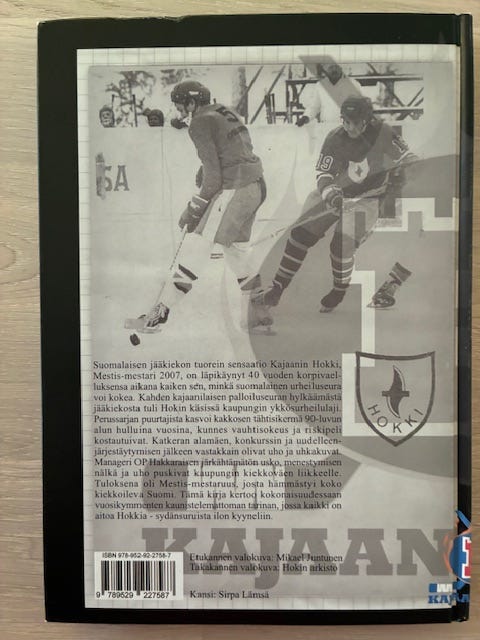 SA
5
19
HOKKI
Suomalaisen jääkiekon tuorein sensaatio Kajaanin Hokki,
Mestis-mestari 2007, on läpikäynyt 40 vuoden korpivael-
luksensa aikana kaiken sen, minkä suomalainen urheiluseura
voi kokea. Kahden kajaanilaisen palloiluseuran hylkäämästä
jääkiekosta tuli Hokin käsissä kaupungin ykkösurheilulaji.
Perussarjan puurtajista kasvoi kakkosen tähtisikermä 90-luvun
alun hulluina vuosina, kunnes vauhtisokeus ja riskipeli
kostautuivat. Katkeran alamäen, konkurssin ja uudelleen-
järjestäytymisen jälkeen vastakkain olivat uho ja uhkakuvat.
Manageri OP Hakkaraisen järkähtämätön usko, menestymisen
nälkä ja uho puskivat kaupungin kiekkoväen liikkeelle.
Tuloksena oli Mestis-mestaruus, josta hämmästyi koko
kiekkoileva Suomi. Tämä kirja kertoo kokonaisuudessaan
vuosikymmenten kaunistelemattoman tarinan, jossa kaikki on
aitoa Hokkia - sydänsuruista ilon kyyneliin.
KAJAAN
ISBN 978-952-92-2758-7
9 789529 227587
Etukannen valokuva: Mikael Juntunen
Takakannen valokuva: Hokin arkisto
Kansi: Sirpa Lämsä